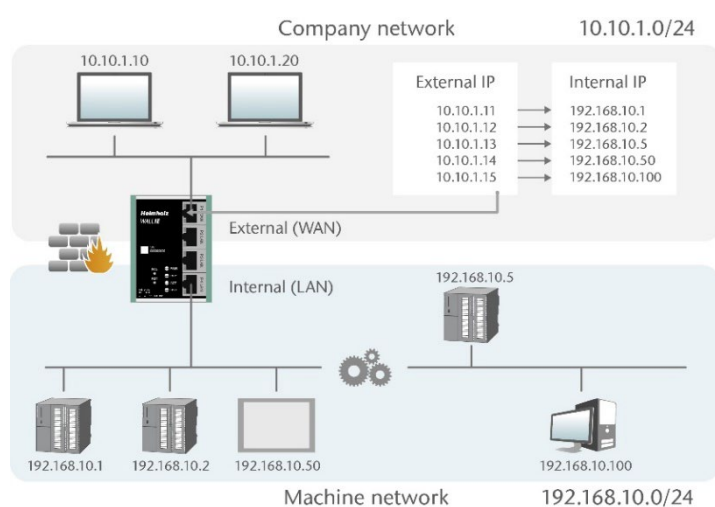 Company network 10.10.1.0/24
10.10.1.10 10.10.1.20
External IP Internal IP
10.10.1.11 192.168.10.1
10.10.1.12 192.168.10.2
10.10.1.13 192.168.10.5
10.10.1.14 192.168.10.50
10.10.1.15 192.168.10.100
Helmholz
WALL IE
External (WAN)
Internal (LAN)
192.168.10.5
192.168.10.1 192.168.10.2 192.168.10.50 192.168.10.100
Machine network 192.168.10.0/24